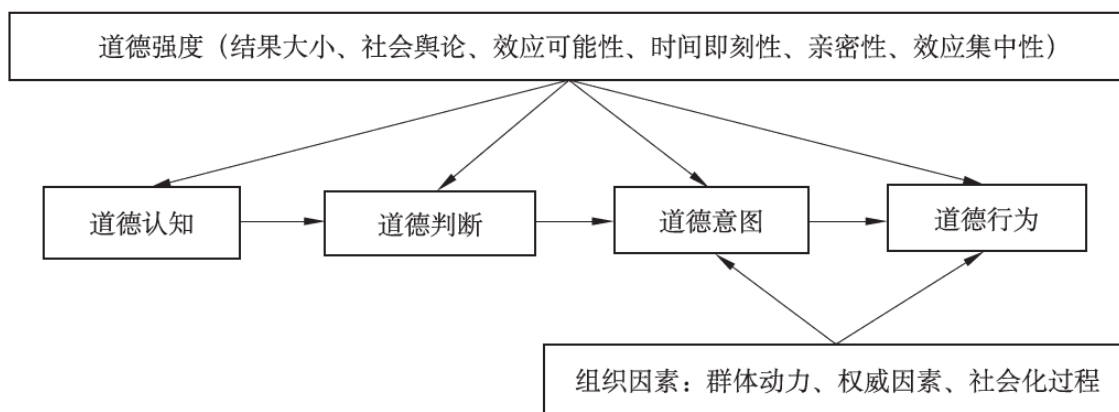 道德强度（结果大小、社会舆论、效应可能性、时间即刻性、亲密性、效应集中性）
道德认知
道德判断
道德意图
道德行为
组织因素：群体动力、权威因素、社会化过程